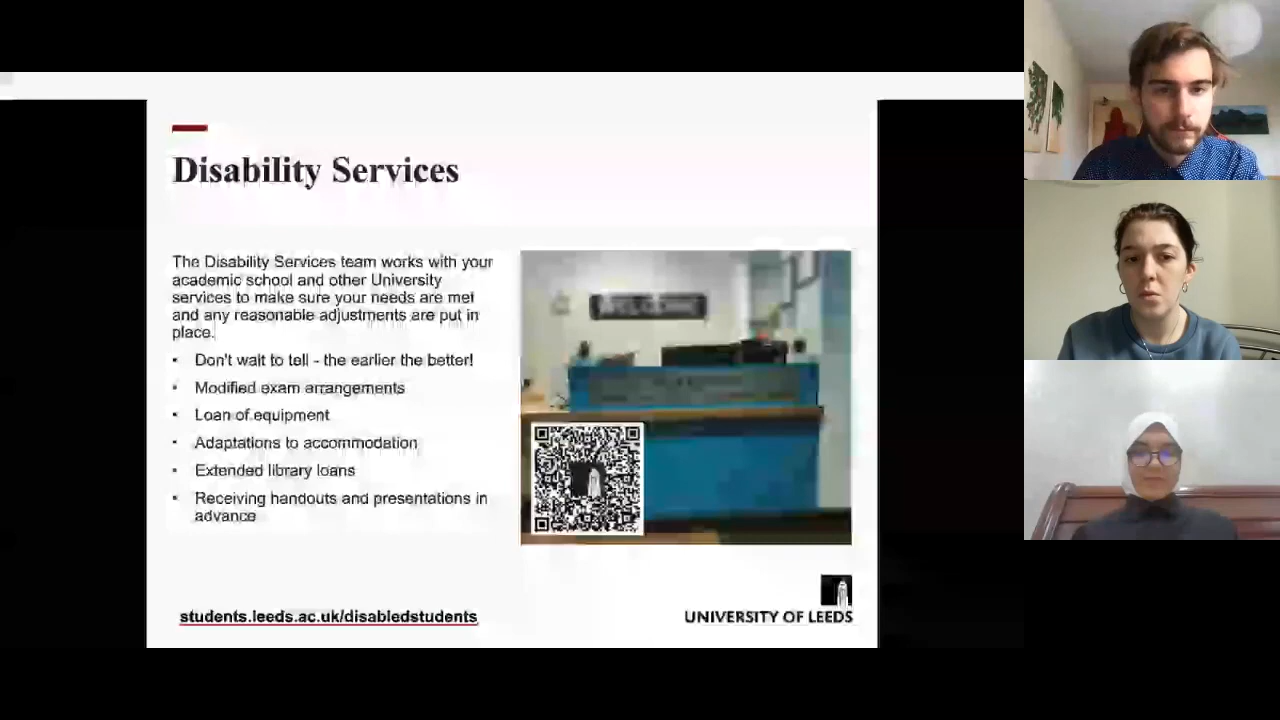 Disability Services
The Disability Services team works with your
academic school and other University
services to make sure your needs are met
and any reasonable adjustments are put in
place.
• Don't wait to tell - the earlier the better!
• Modified exam arrangements
• Loan of equipment
• Adaptations to accommodation
• Extended library loans
• Receiving handouts and presentations in
advance
WELCOME
students.leeds.ac.uk/disabledstudents
UNIVERSITY OF LEEDS